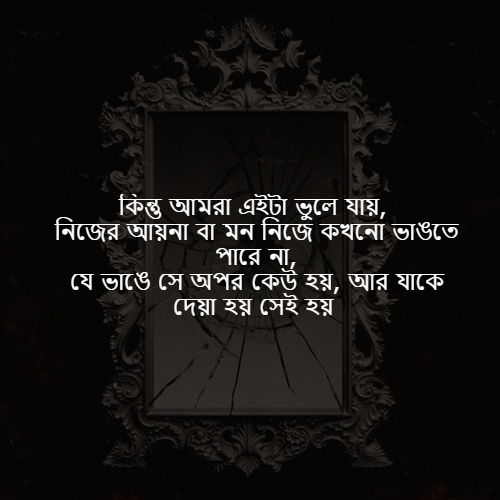 কিন্তু আমরা এইটা ভুলে যায়,
নিজের আয়না বা মন নিজে কখনো ভাঙতে
পারে না,
যে ভাঙে সে অপর কেউ হয়, আর যাকে
দেয়া হয় সেই হয়